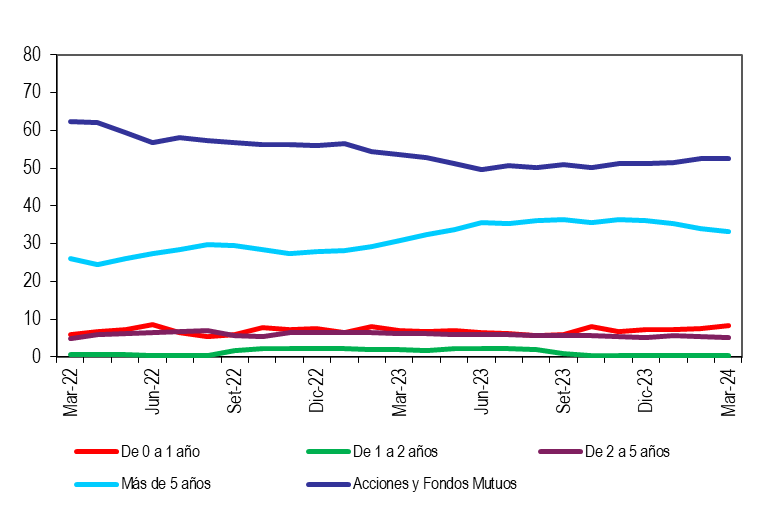 80
70
60
50
40
30
20
10
0
Mar-22
Jun-22
Set-22
Dic-22
Mar-23
Jun-23
Set-23
Dic-23
Mar-24
De 0 a 1 año
De 1 a 2 años
De 2 a 5 años
Más de 5 años
Acciones y Fondos Mutuos